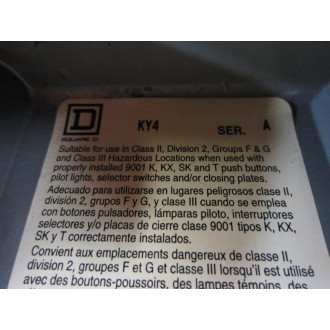 D
SQUARE D
KY4
SER. A
Suitable for use in Class II, Division 2, Groups F & G
and Class III Hazardous Locations when used with
properly installed 9001 K, KX, SK and T push buttons,
pilot lights, selector switches and/or closing plates.
Adecuado para utilizarse en lugares peligrosos clase II,
división 2, grupos F y G, y clase III cuando se emplea
con botones pulsadores, lámparas piloto, interruptores
selectores y/o placas de cierre clase 9001 tipos K, KX,
SK y T correctamente instalados.
Convient aux emplacements dangereux de classe II,
division 2, groupes F et G et classe III lorsqu'il est utilisé
avec des boutons-poussoirs, des lampes témoins, des